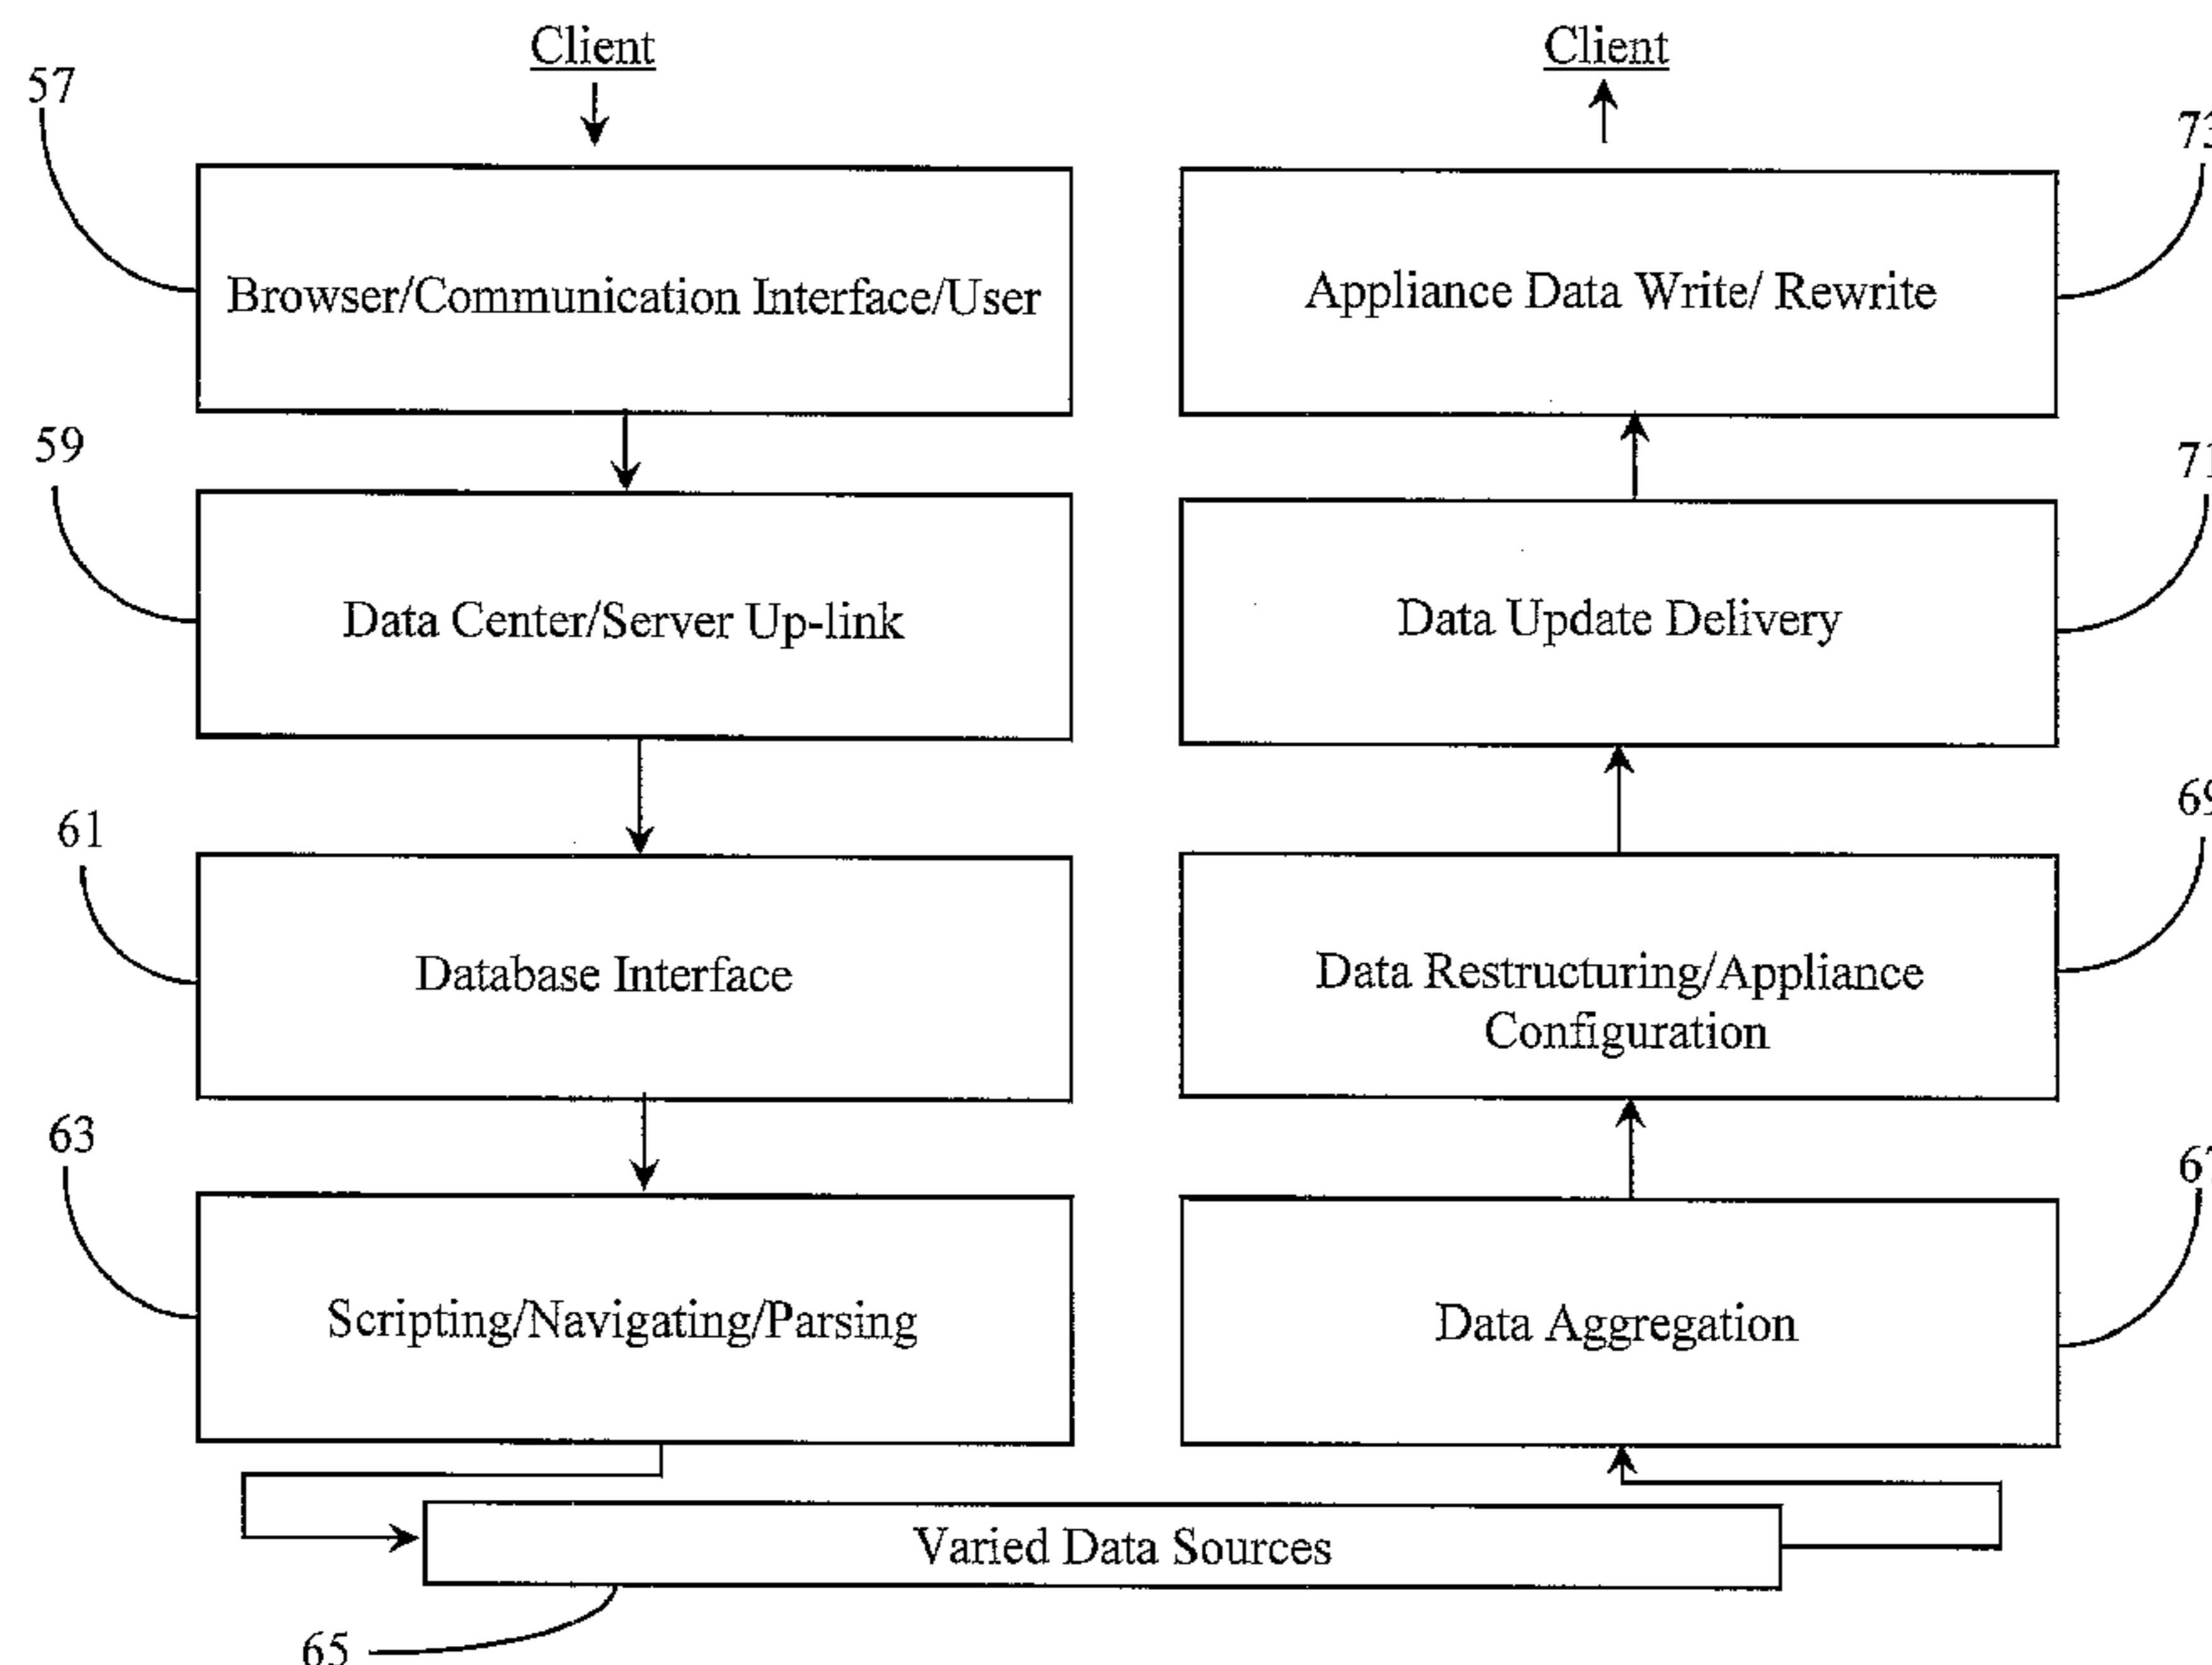 Client
Client
57
73
Browser/Communication Interface/User
Appliance Data Write/ Rewrite
59
71
Data Center/Server Up-link
Data Update Delivery
61
69
Database Interface
Data Restructuring/Appliance
Configuration
63
67
Scripting/Navigating/Parsing
Data Aggregation
Varied Data Sources
65